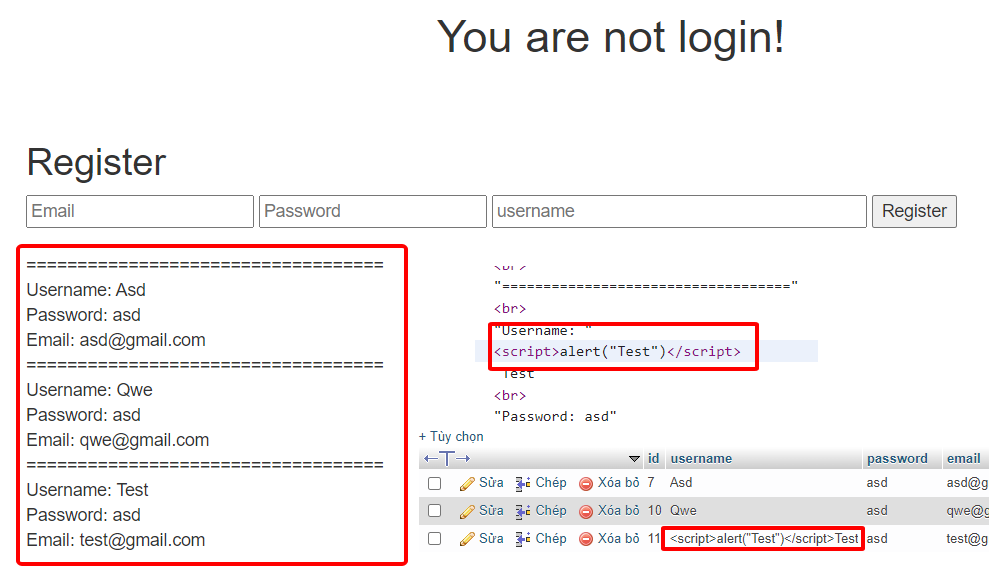 You are not login!
Register
Email Password username Register
===================================
Username: Asd
Password: asd
Email: asd@gmail.com
===================================
Username: Qwe
Password: asd
Email: qwe@gmail.com
===================================
Username: Test
Password: asd
Email: test@gmail.com
<br>
"==================================="
<br>
"Username: "
<script>alert("Test")</script>
"Test"
<br>
"Password: asd"
+ Tùy chọn
←T→ id username password email
Sửa Chép Xóa bỏ 7 Asd asd asd@g
Sửa Chép Xóa bỏ 10 Qwe asd qwe@g
Sửa Chép Xóa bỏ 11 <script>alert("Test")</script>Test asd test@g